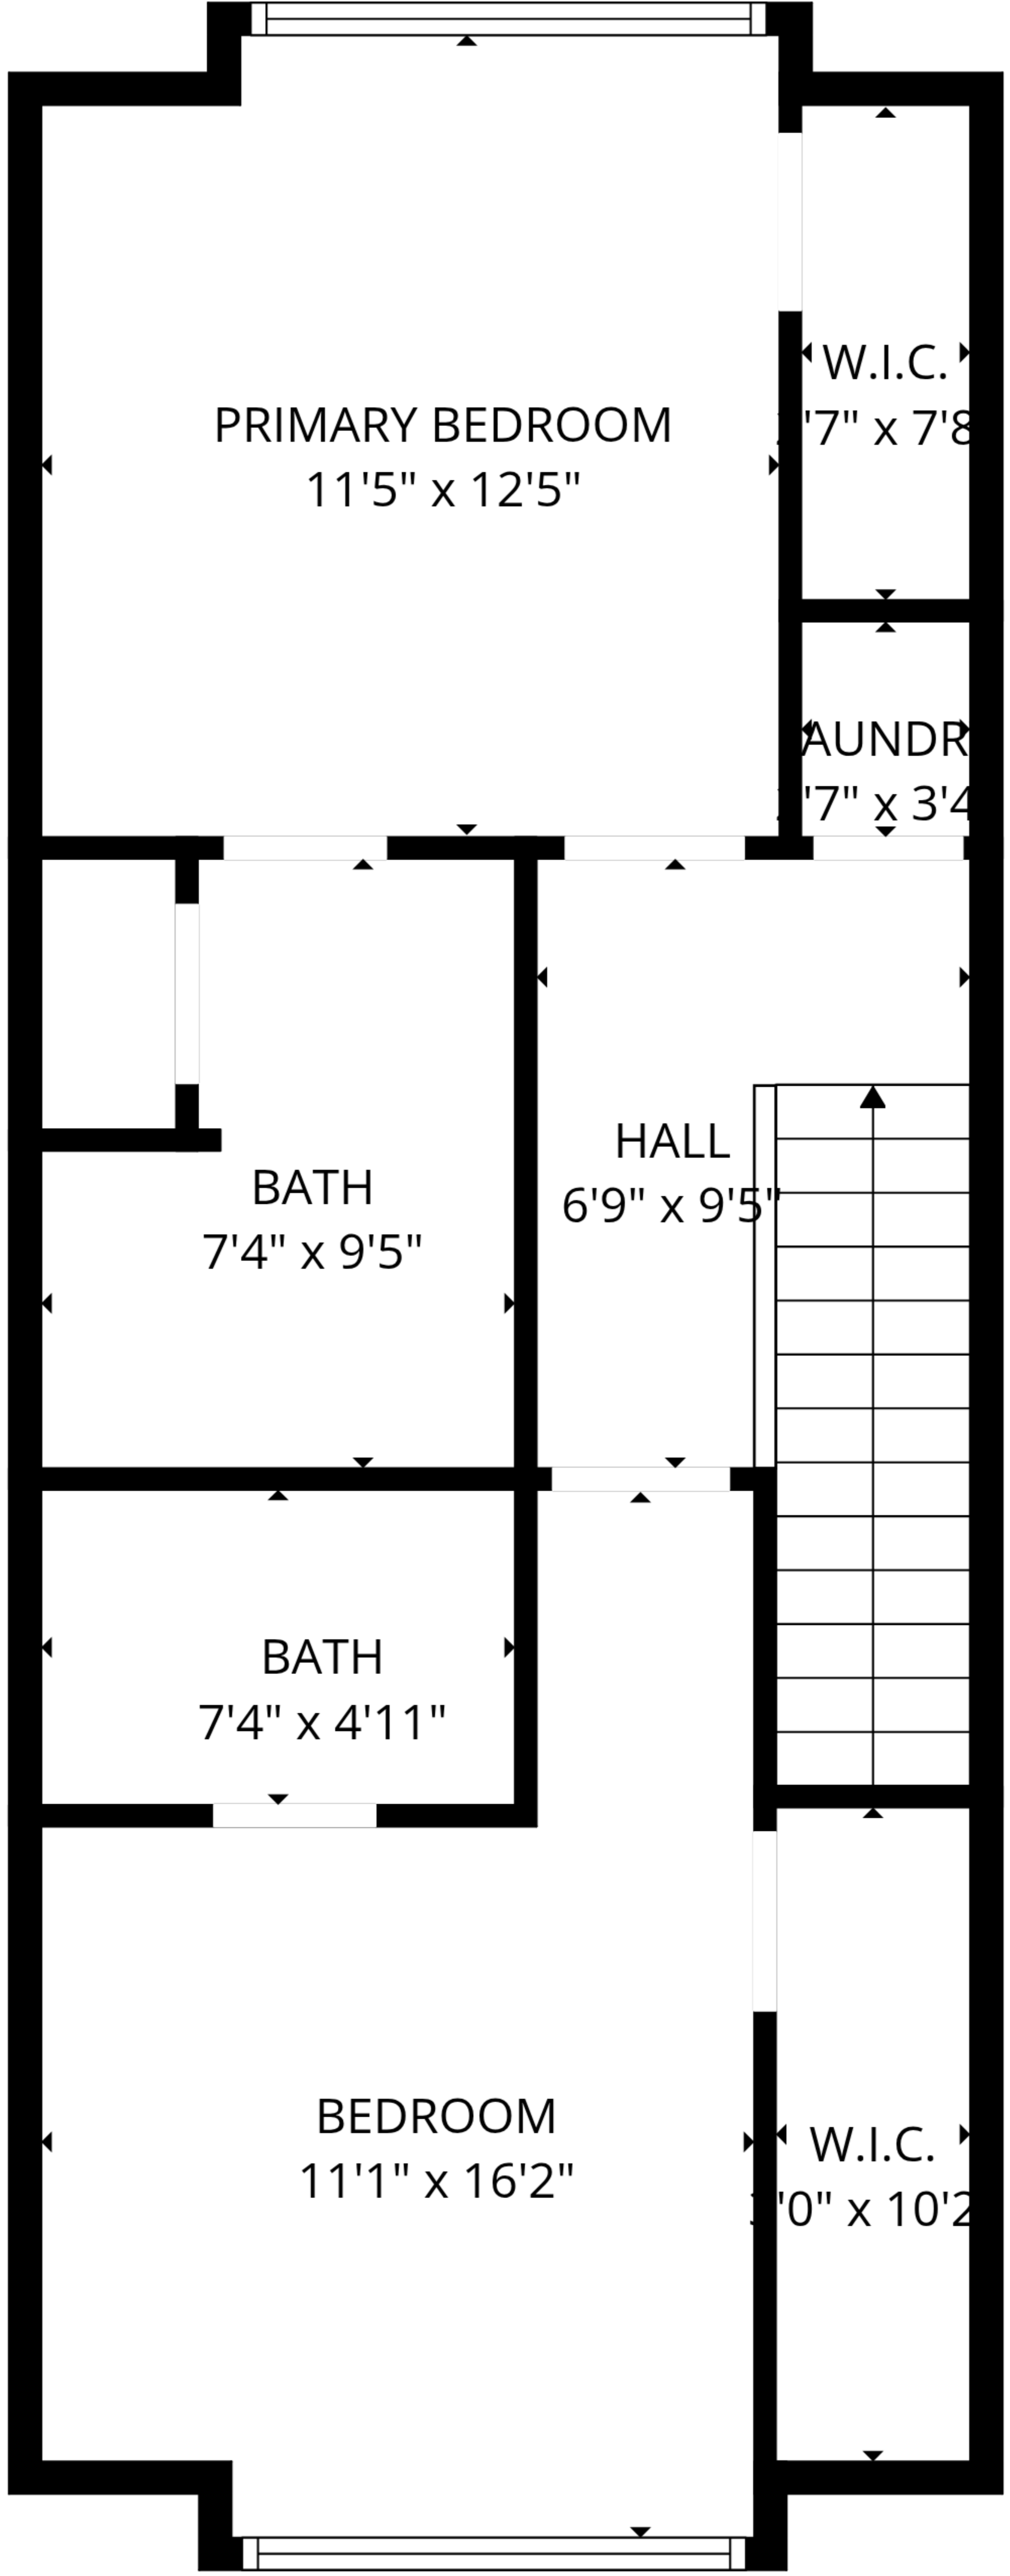 PRIMARY BEDROOM
11'5" x 12'5"
W.I.C.
'7" x 7'8
AUNDR
'7" x 3'4
HALL
6'9" x 9'5"
BATH
7'4" x 9'5"
BATH
7'4" x 4'11"
BEDROOM
11'1" x 16'2"
W.I.C.
'0" x 10'2